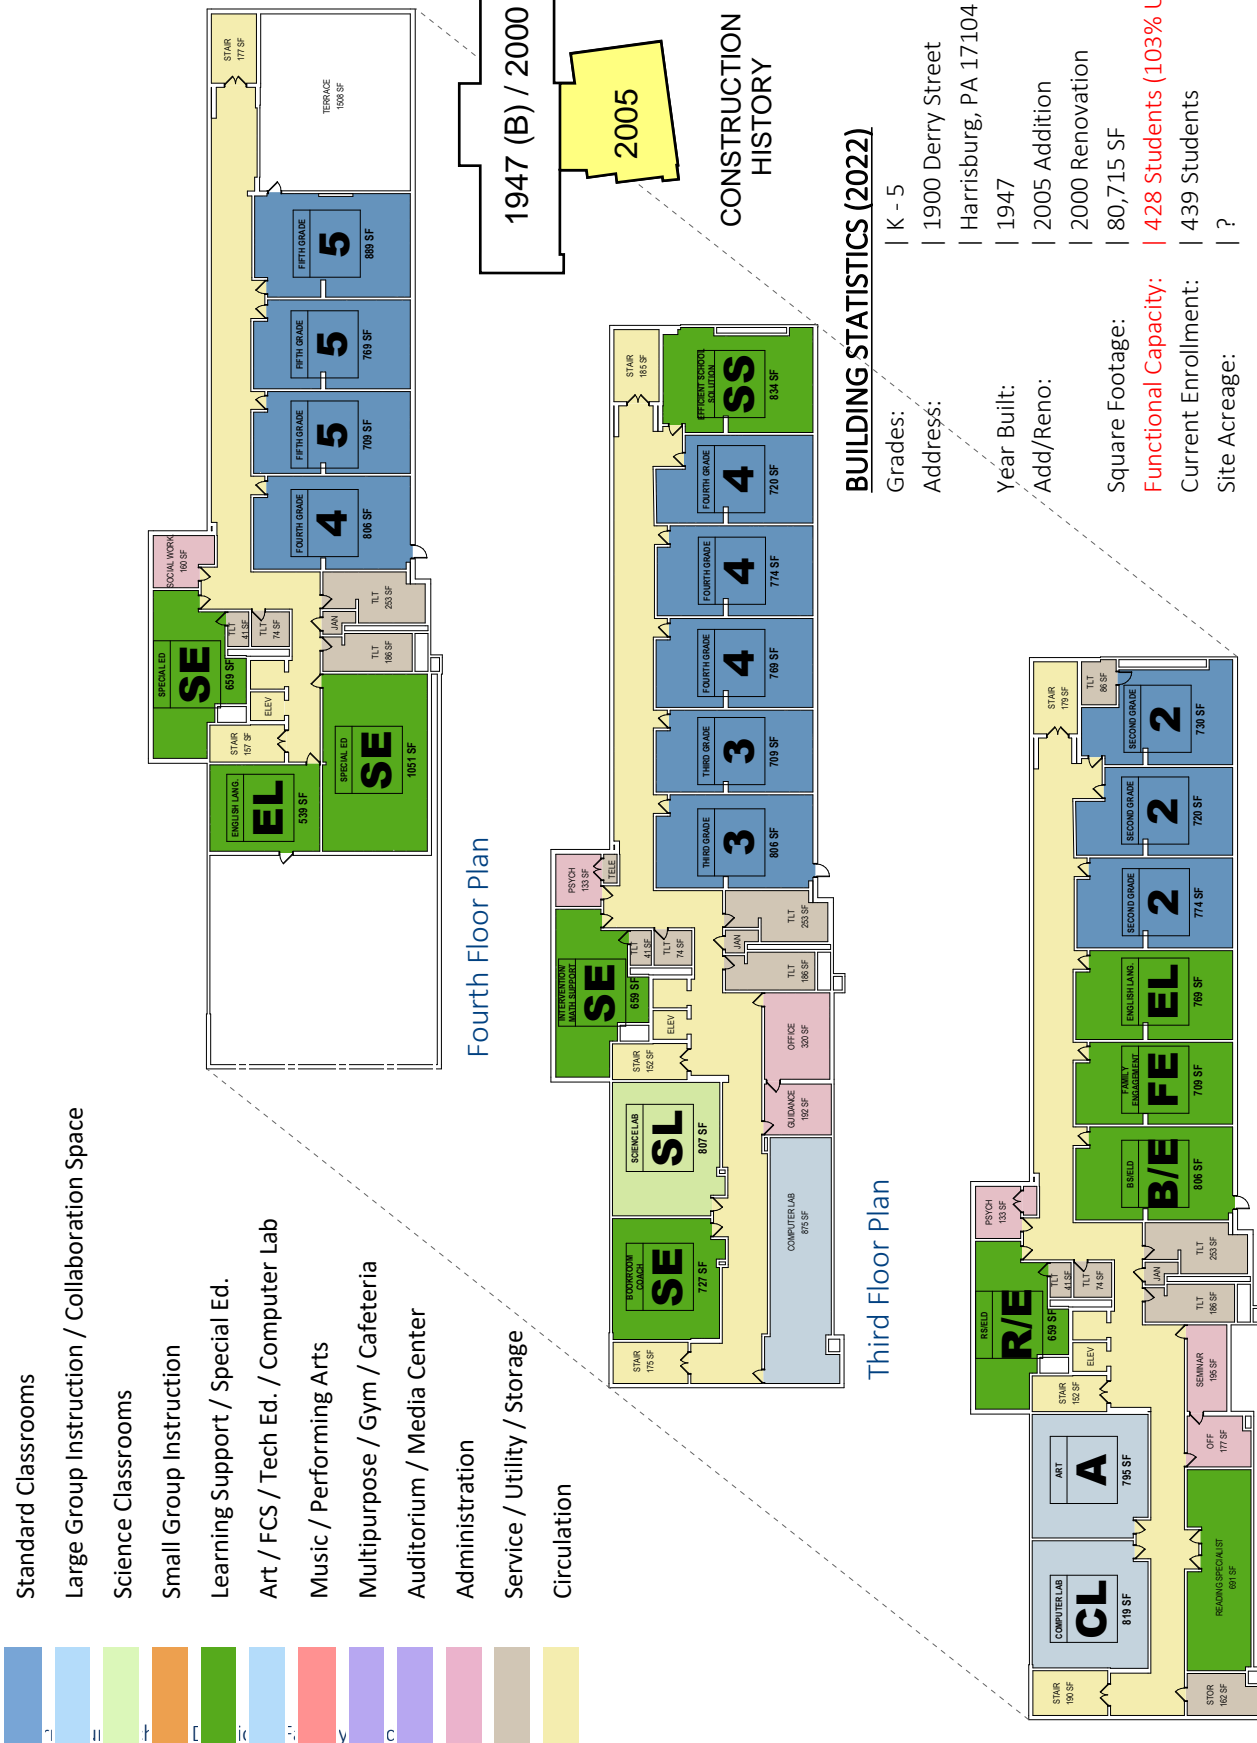 Standard Classrooms
Large Group Instruction / Collaboration Space
Science Classrooms
Small Group Instruction
Learning Support / Special Ed.
Art / FCS / Tech Ed. / Computer Lab
Music / Performing Arts
Multipurpose / Gym / Cafeteria
Auditorium / Media Center
Administration
Service / Utility / Storage
Circulation
STAIR
177 SF
TERRACE
1508 SF
FIFTH GRADE
5
889 SF
FIFTH GRADE
5
769 SF
FIFTH GRADE
5
709 SF
FOURTH GRADE
4
806 SF
SOCIAL WORK
160 SF
SPECIAL ED
SE
659 SF
TLT
41 SF
TLT
74 SF
JAN
TLT
253 SF
TLT
186 SF
ELEV
STAIR
157 SF
ENGLISH LANG.
EL
539 SF
SPECIAL ED
SE
1051 SF
Fourth Floor Plan
1947 (B) / 2000
2005
CONSTRUCTION
HISTORY
STAIR
185 SF
EFFICIENT SCHOOL
SOLUTION
SS
834 SF
FOURTH GRADE
4
720 SF
FOURTH GRADE
4
774 SF
FOURTH GRADE
4
769 SF
THIRD GRADE
3
709 SF
THIRD GRADE
3
806 SF
PSYCH
133 SF
TELE
INTERVENTION/
MATH SUPPORT
SE
659 SF
TLT
41 SF
TLT
74 SF
JAN
TLT
253 SF
TLT
186 SF
ELEV
STAIR
152 SF
OFFICE
320 SF
GUIDANCE
192 SF
SCIENCE LAB
SL
807 SF
BOOKROOM
COACH
SE
727 SF
COMPUTER LAB
875 SF
STAIR
175 SF
Third Floor Plan
BUILDING STATISTICS (2022)
Grades: | K - 5
Address: | 1900 Derry Street
| Harrisburg, PA 17104
Year Built: | 1947
Add/Reno: | 2005 Addition
| 2000 Renovation
Square Footage: | 80,715 SF
Functional Capacity: | 428 Students (103% U
Current Enrollment: | 439 Students
Site Acreage: | ?
STAIR
179 SF
TLT
86 SF
SECOND GRADE
2
730 SF
SECOND GRADE
2
720 SF
SECOND GRADE
2
774 SF
ENGLISH LANG.
EL
769 SF
FAMILY
ENGAGEMENT
FE
709 SF
BS/ELD
B/E
806 SF
PSYCH
133 SF
RS/ELD
R/E
659 SF
TLT
41 SF
TLT
74 SF
JAN
TLT
253 SF
TLT
186 SF
ELEV
STAIR
152 SF
SEMINAR
195 SF
OFF
177 SF
ART
A
795 SF
COMPUTER LAB
CL
819 SF
READING SPECIALIST
691 SF
STAIR
190 SF
STOR
162 SF